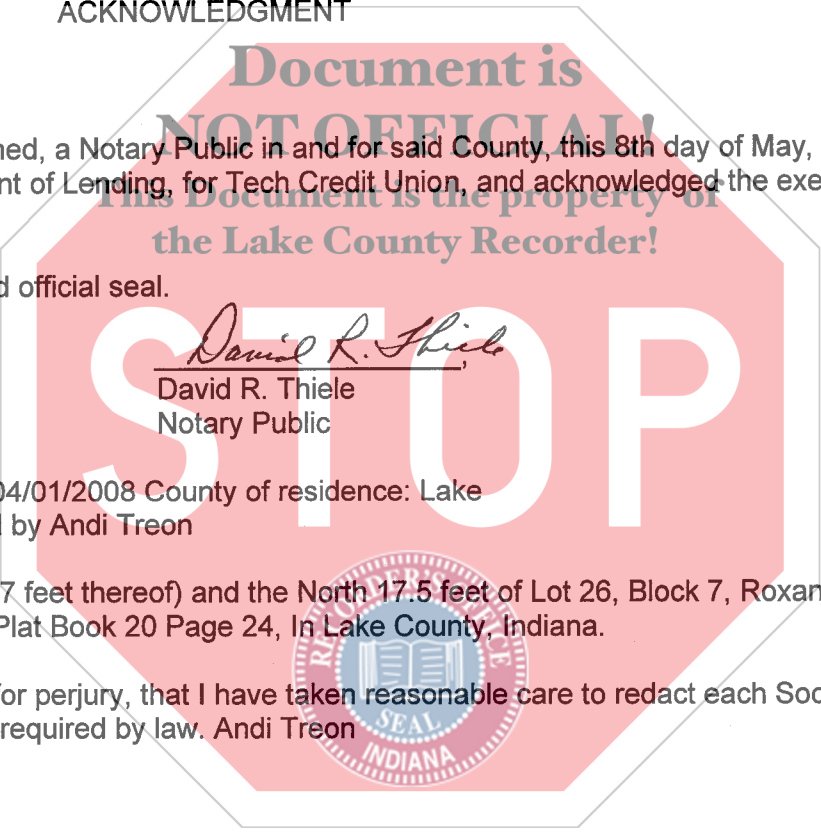 ACKNOWLEDGMENT
Document is
NOT OFFICIAL!
ned, a Notary Public in and for said County, this 8th day of May,
nt of Lending, for Tech Credit Union, and acknowledged the exe
This Document is the property of
the Lake County Recorder!
d official seal.
David R. Thiele
,
David R. Thiele
Notary Public
STOP
04/01/2008 County of residence: Lake
by Andi Treon
7 feet thereof) and the North 17.5 feet of Lot 26, Block 7, Roxan
Plat Book 20 Page 24, In Lake County, Indiana.
RECORDER'S OFFICE
or perjury, that I have taken reasonable care to redact each Soc
required by law. Andi Treon
SEAL
INDIANA